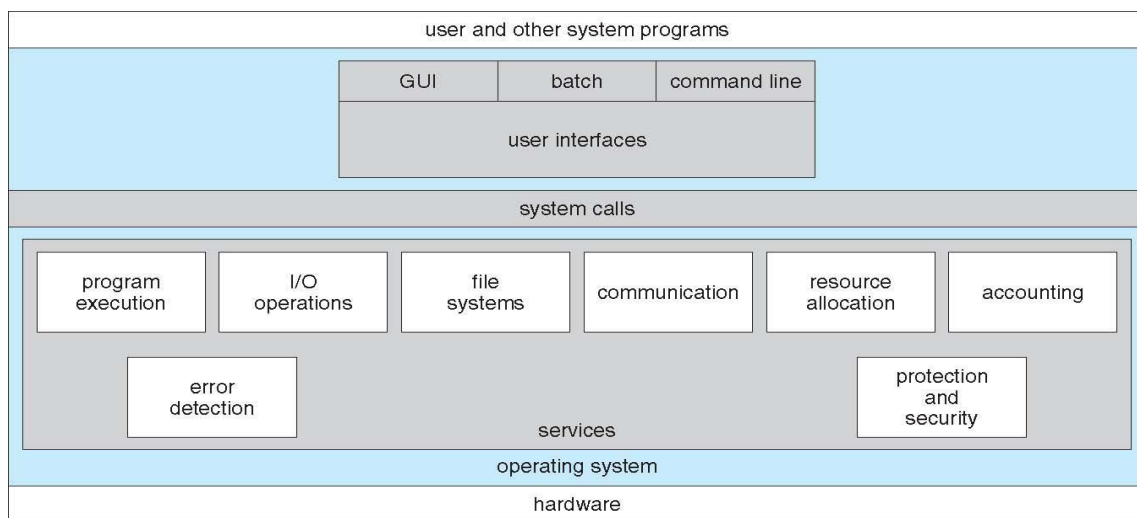 user and other system programs
GUI
batch
command line
user interfaces
system calls
program
execution
I/O
operations
file
systems
communication
resource
allocation
accounting
error
detection
protection
and
security
services
operating system
hardware